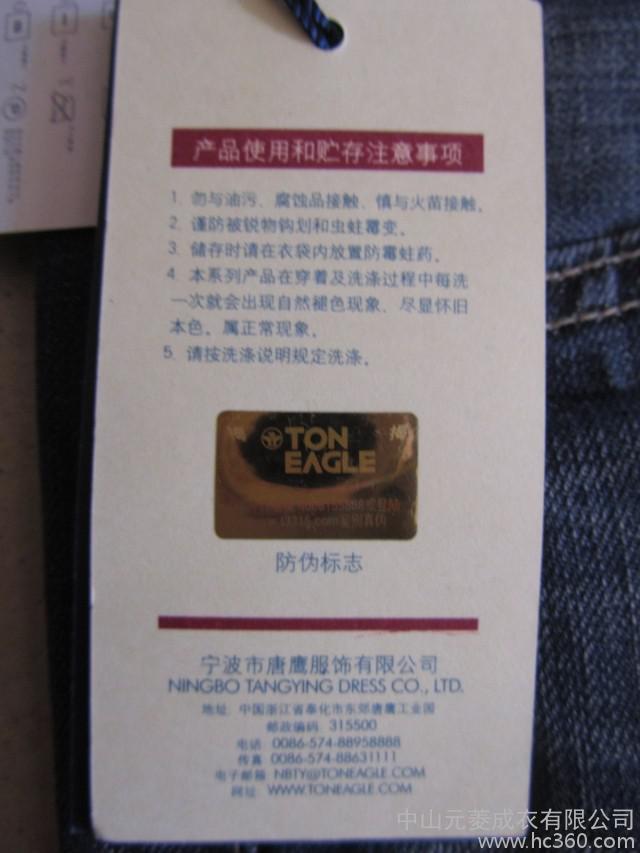 产品使用和贮存注意事项
1. 勿与油污、腐蚀品接触、慎与火苗接触。
2. 谨防被锐物钩划和虫蛀霉变。
3. 储存时请在衣袋内放置防霉蛀药。
4. 本系列产品在穿着及洗涤过程中每洗
一次就会出现自然褪色现象、尽显怀旧
本色。属正常现象。
5. 请按洗涤说明规定洗涤。
TON
EAGLE
防伪标志
宁波市唐鹰服饰有限公司
NINGBO TANGYING DRESS CO., LTD.
地址: 中国浙江省奉化市东郊唐鹰工业园
邮政编码: 315500
电话: 0086-574-88958888
传真: 0086-574-88631111
电子邮箱: NBTY@TONEAGLE.COM
网址: WWW.TONEAGLE.COM
中山元菱成衣有限公司
www.hc360.com